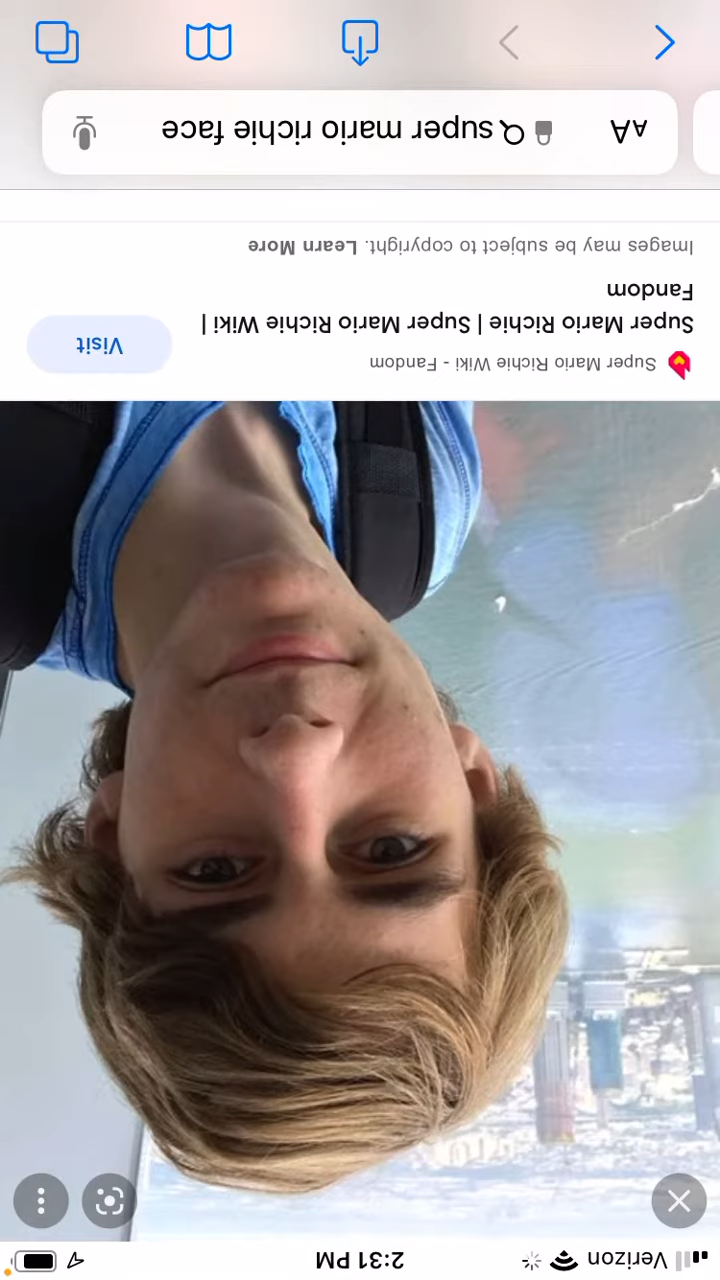 Verizon 2:31 PM
Super Mario Richie Wiki - Fandom
Super Mario Richie | Super Mario Richie Wiki |
Fandom
Visit
Images may be subject to copyright. Learn More
AA super mario richie face